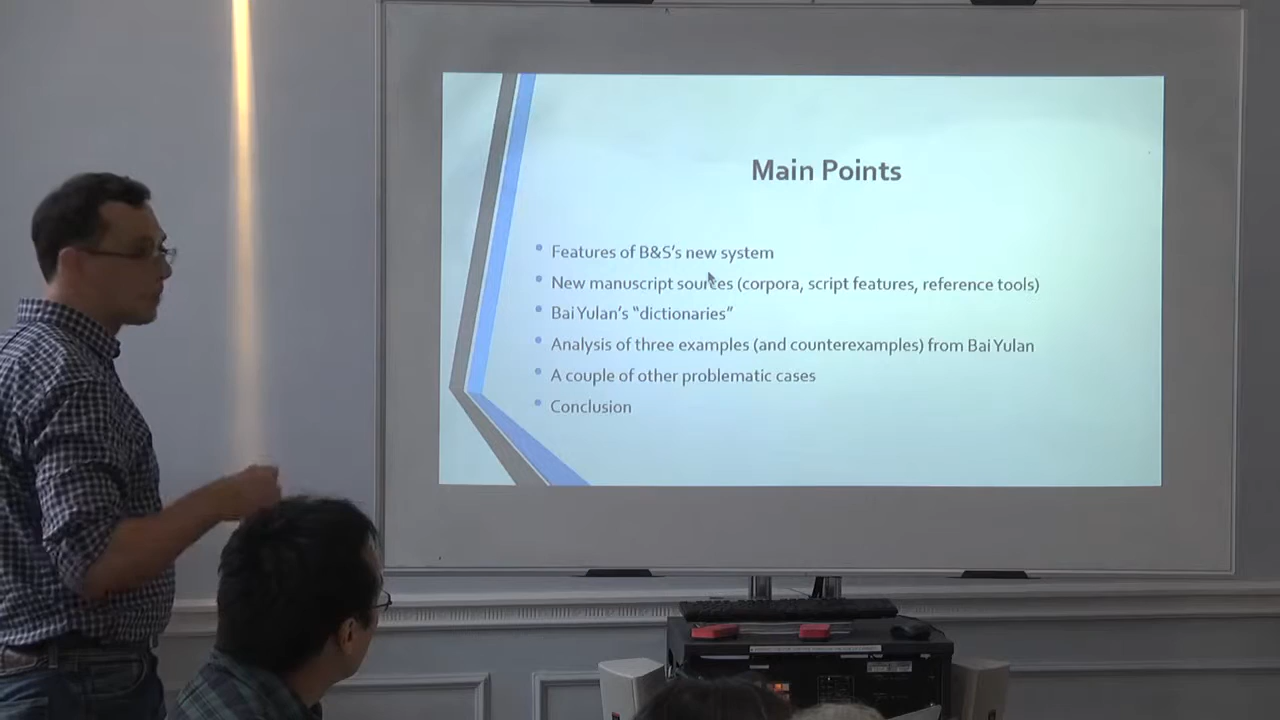 Main Points
• Features of B&S's new system
• New manuscript sources (corpora, script features, reference tools)
• Bai Yulan's “dictionaries”
• Analysis of three examples (and counterexamples) from Bai Yulan
• A couple of other problematic cases
• Conclusion